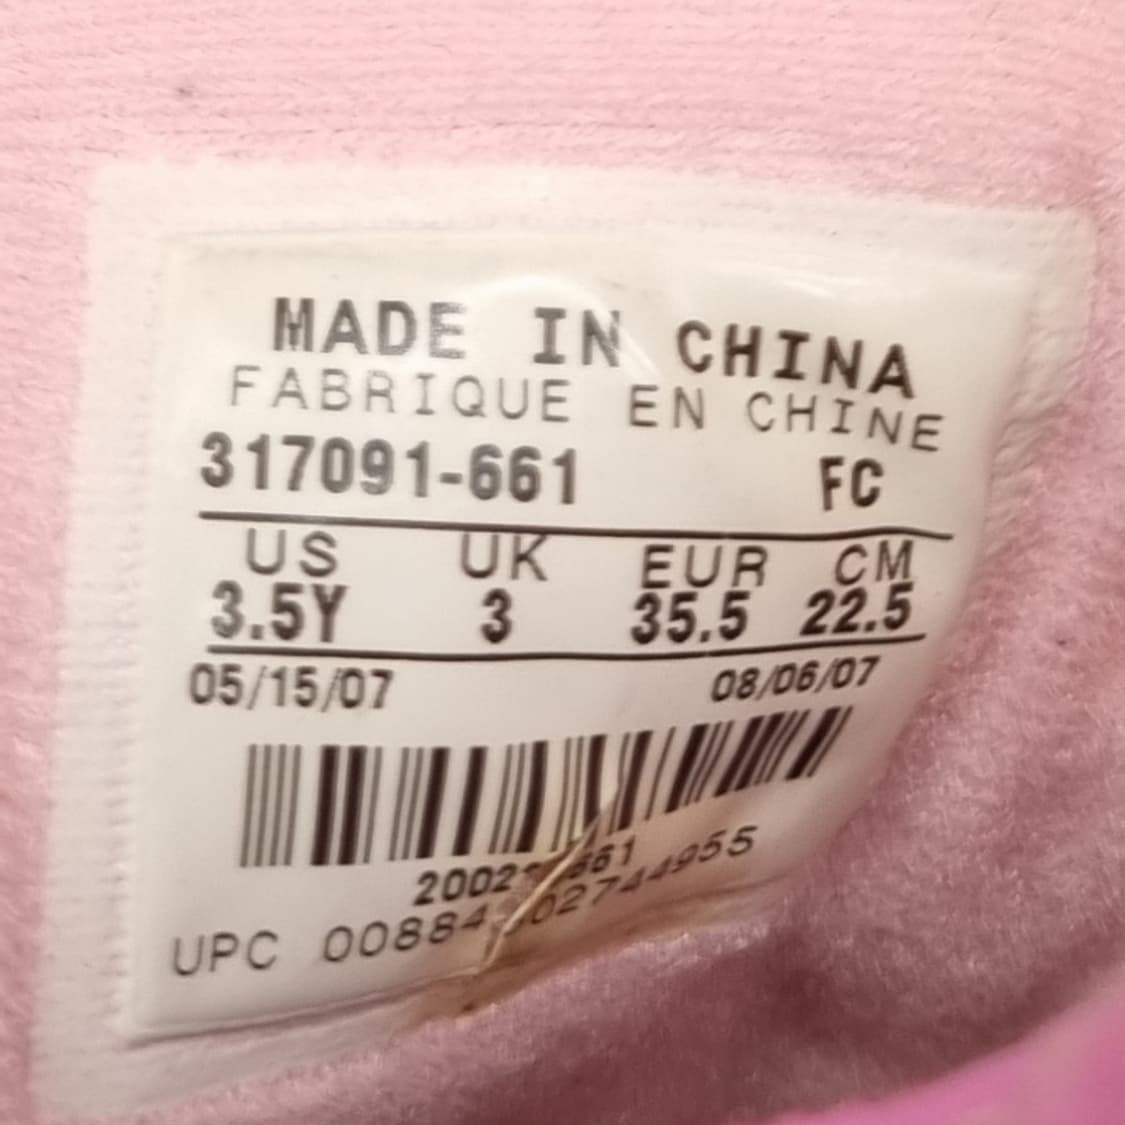 MADE IN CHINA
FABRIQUE EN CHINE
317091-661 FC
US UK EUR CM
3.5Y 3 35.5 22.5
05/15/07 08/06/07
UPC